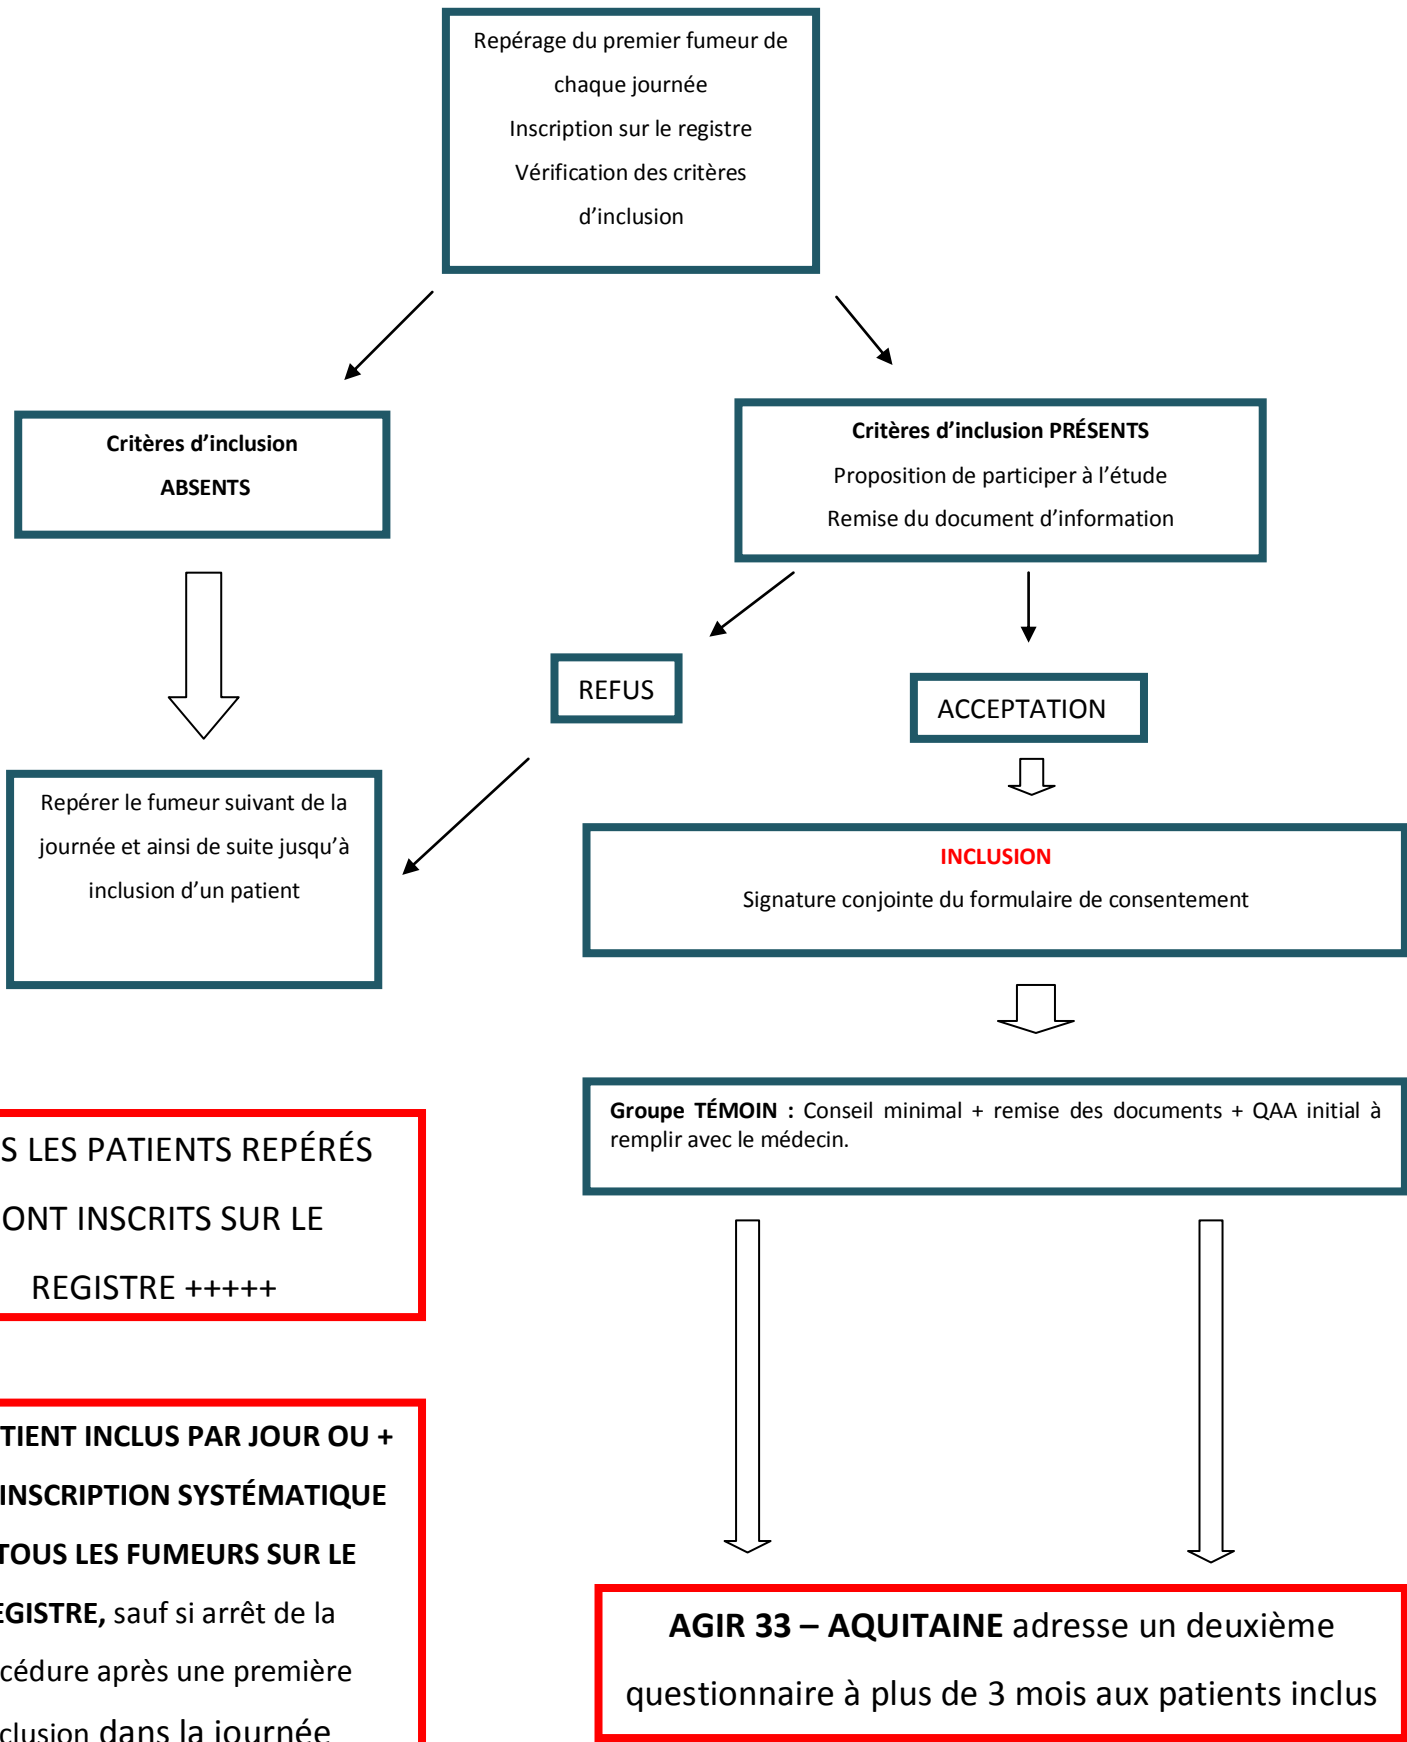 Repérage du premier fumeur de
chaque journée
Inscription sur le registre
Vérification des critères
d’inclusion
Critères d’inclusion
ABSENTS
Critères d’inclusion PRÉSENTS
Proposition de participer à l’étude
Remise du document d’information
REFUS
ACCEPTATION
Repérer le fumeur suivant de la
journée et ainsi de suite jusqu’à
inclusion d’un patient
INCLUSION
Signature conjointe du formulaire de consentement
Groupe TÉMOIN : Conseil minimal + remise des documents + QAA initial à
remplir avec le médecin.
S LES PATIENTS REPÉRÉS
ONT INSCRITS SUR LE
REGISTRE +++++
TIENT INCLUS PAR JOUR OU +
INSCRIPTION SYSTÉMATIQUE
TOUS LES FUMEURS SUR LE
EGISTRE, sauf si arrêt de la
cédure après une première
clusion dans la journée
AGIR 33 – AQUITAINE adresse un deuxième
questionnaire à plus de 3 mois aux patients inclus